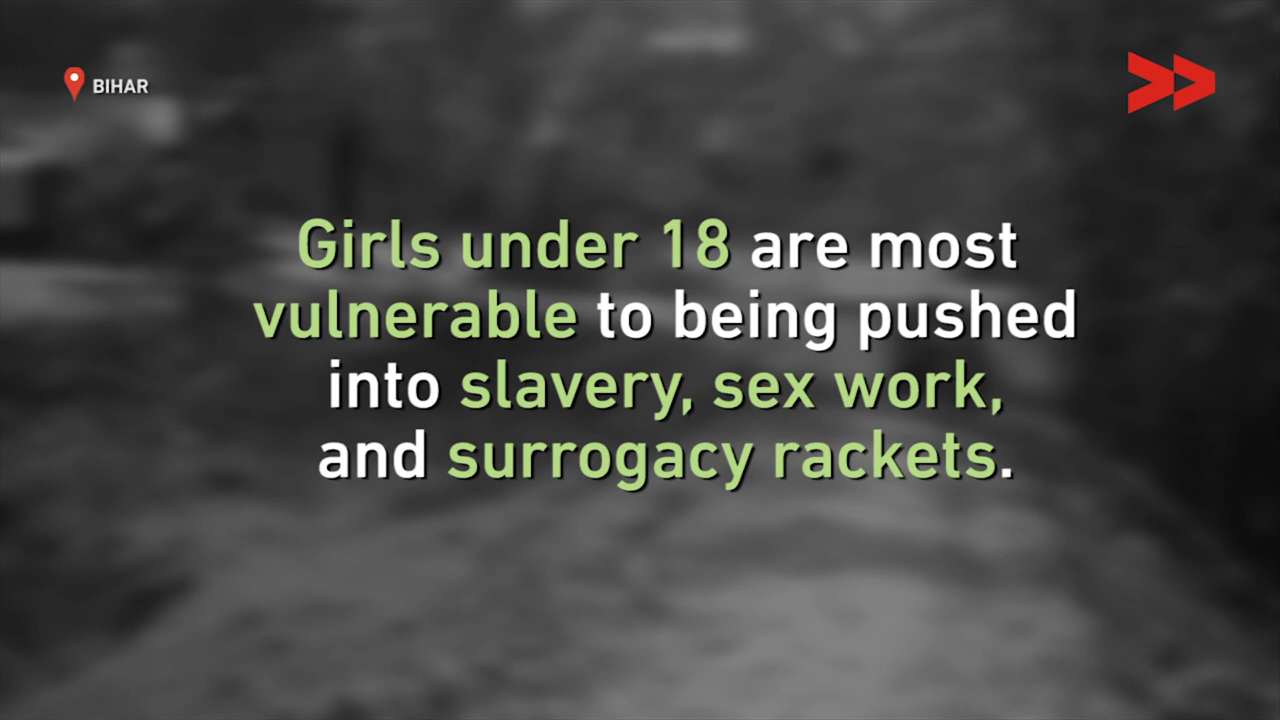 BIHAR
Girls under 18 are most
vulnerable to being pushed
into slavery, sex work,
and surrogacy rackets.